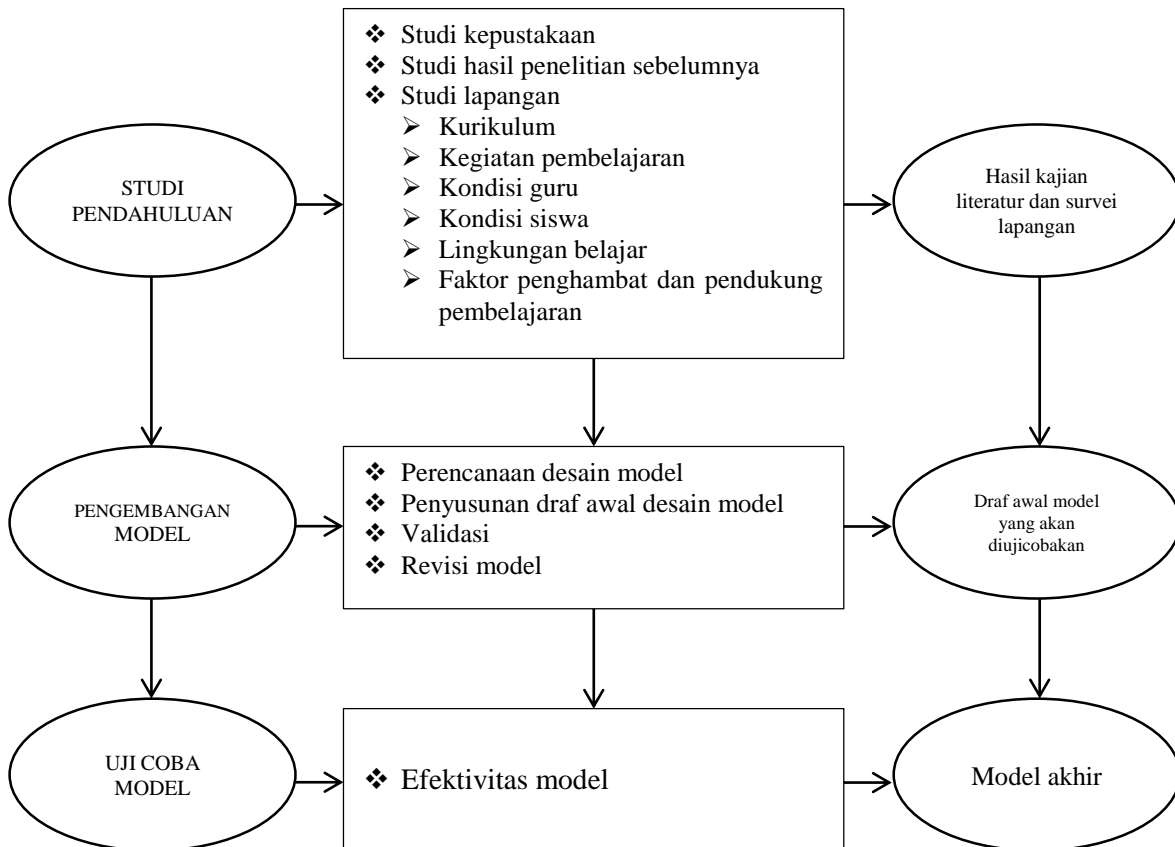 STUDI
PENDAHULUAN
❖ Studi kepustakaan
❖ Studi hasil penelitian sebelumnya
❖ Studi lapangan
➢ Kurikulum
➢ Kegiatan pembelajaran
➢ Kondisi guru
➢ Kondisi siswa
➢ Lingkungan belajar
➢ Faktor penghambat dan pendukung
pembelajaran
Hasil kajian
literatur dan survei
lapangan
PENGEMBANGAN
MODEL
❖ Perencanaan desain model
❖ Penyusunan draf awal desain model
❖ Validasi
❖ Revisi model
Draf awal model
yang akan
diujicobakan
UJI COBA
MODEL
❖ Efektivitas model
Model akhir